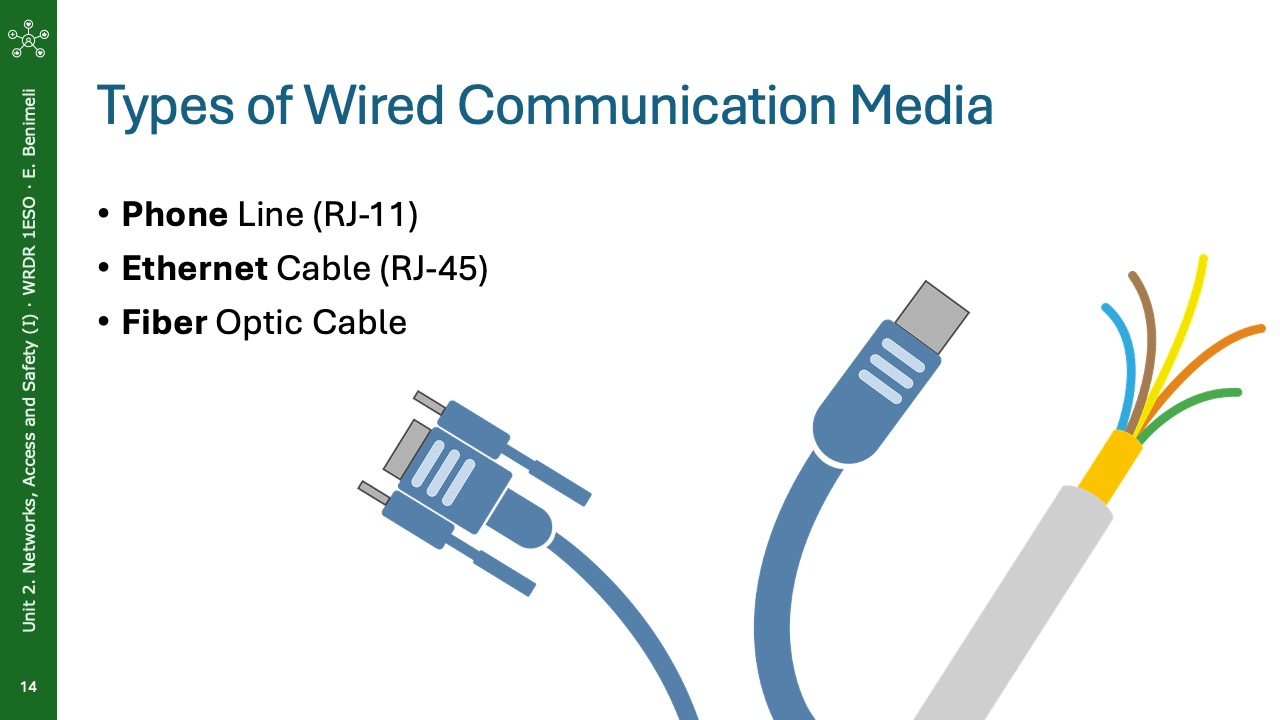 Types of Wired Communication Media
• Phone Line (RJ-11)
• Ethernet Cable (RJ-45)
• Fiber Optic Cable
Unit 2. Networks, Access and Safety (I) · WRDR 1ESO · E. Benimeli
14